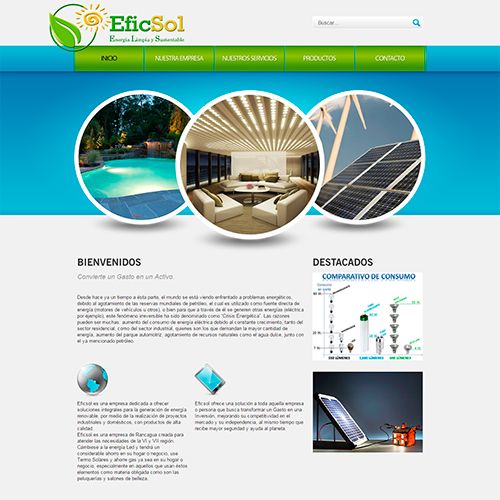 EficSol
Energía Limpia y Sustentable
Buscar...
INICIO
NUESTRA EMPRESA
NUESTROS SERVICIOS
PRODUCTOS
CONTACTO
BIENVENIDOS
Convierte un Gasto en un Activo.
Desde hace ya un tiempo a ésta parte, el mundo se está viendo enfrentado a problemas energéticos,
debido al agotamiento de las reservas mundiales de petróleo, el cual es utilizado como fuente directa de
energía (motores de vehículos u otros), o bien para que a través de él se generen otras energías (eléctrica
por ejemplo), este fenómeno irreversible ha sido denominado como "Crisis Energética". Las razones
pueden ser muchas: aumento del consumo de energía eléctrica debido al constante crecimiento, tanto del
sector residencial, como del sector industrial, quienes son los que demandan la mayor cantidad de
energía, aumento del parque automotriz, agotamiento de recursos naturales como el agua dulce, junto con
el ya mencionado petróleo.
Eficsol es una empresa dedicada a ofrecer
soluciones integrales para la generación de energía
renovable, por medio de la realización de proyectos
industriales y domésticos, con productos de alta
calidad.
Eficsol es una empresa de Rancagua creada para
atender las necesidades de la VI y VII región.
Cámbiese a la energía Led y tendrá un
considerable ahorro en su hogar o negocio, use
Termo Solares y ahorre gas ya sea en su hogar o
negocio, especialmente en aquellos que usan éstos
elementos como materia obligada como son las
peluquerías y salones de belleza.
Eficsol ofrece una solución a toda aquella empresa
o persona que busca transformar un Gasto en una
Inversión, mejorando su competitividad en el
mercado y su independencia, al mismo tiempo que
recibe mayor seguridad y ayuda al planeta.
DESTACADOS
COMPARATIVO DE CONSUMO